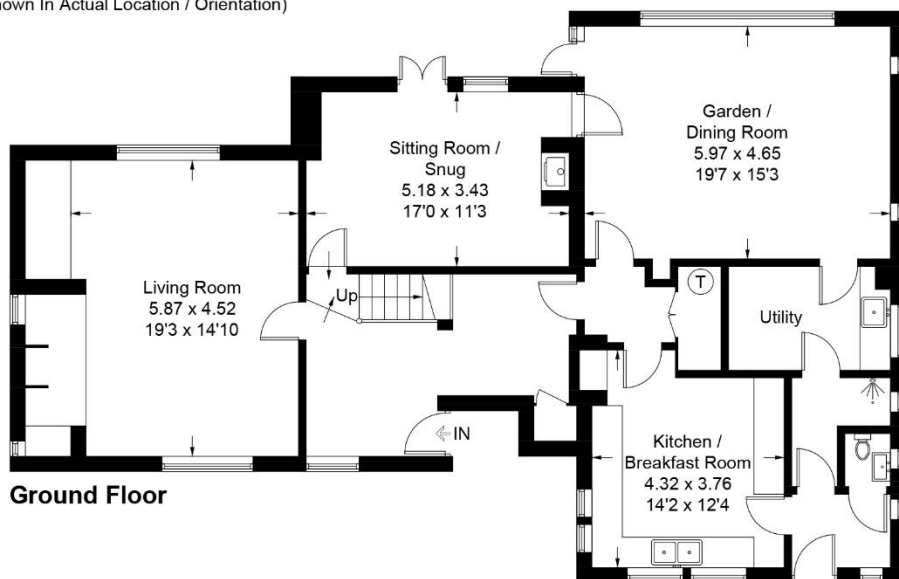 nown In Actual Location / Orientation)
Garden /
Dining Room
5.97 x 4.65
19'7 x 15'3
Sitting Room /
Snug
5.18 x 3.43
17'0 x 11'3
Living Room
5.87 x 4.52
19'3 x 14'10
Up
T
Utility
IN
Kitchen /
Breakfast Room
4.32 x 3.76
14'2 x 12'4
Ground Floor